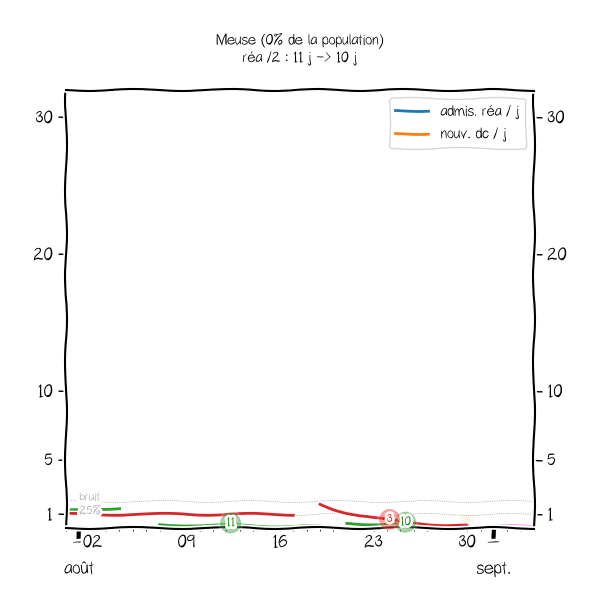 Meuse (0% de la population)
réa /2 : 11 j -> 10 j
admis. réa / j
nouv. dc / j
30 30
20 20
10 10
5 5
bruit
25%
1 1
11 3 10
02 09 16 23 30
août sept.